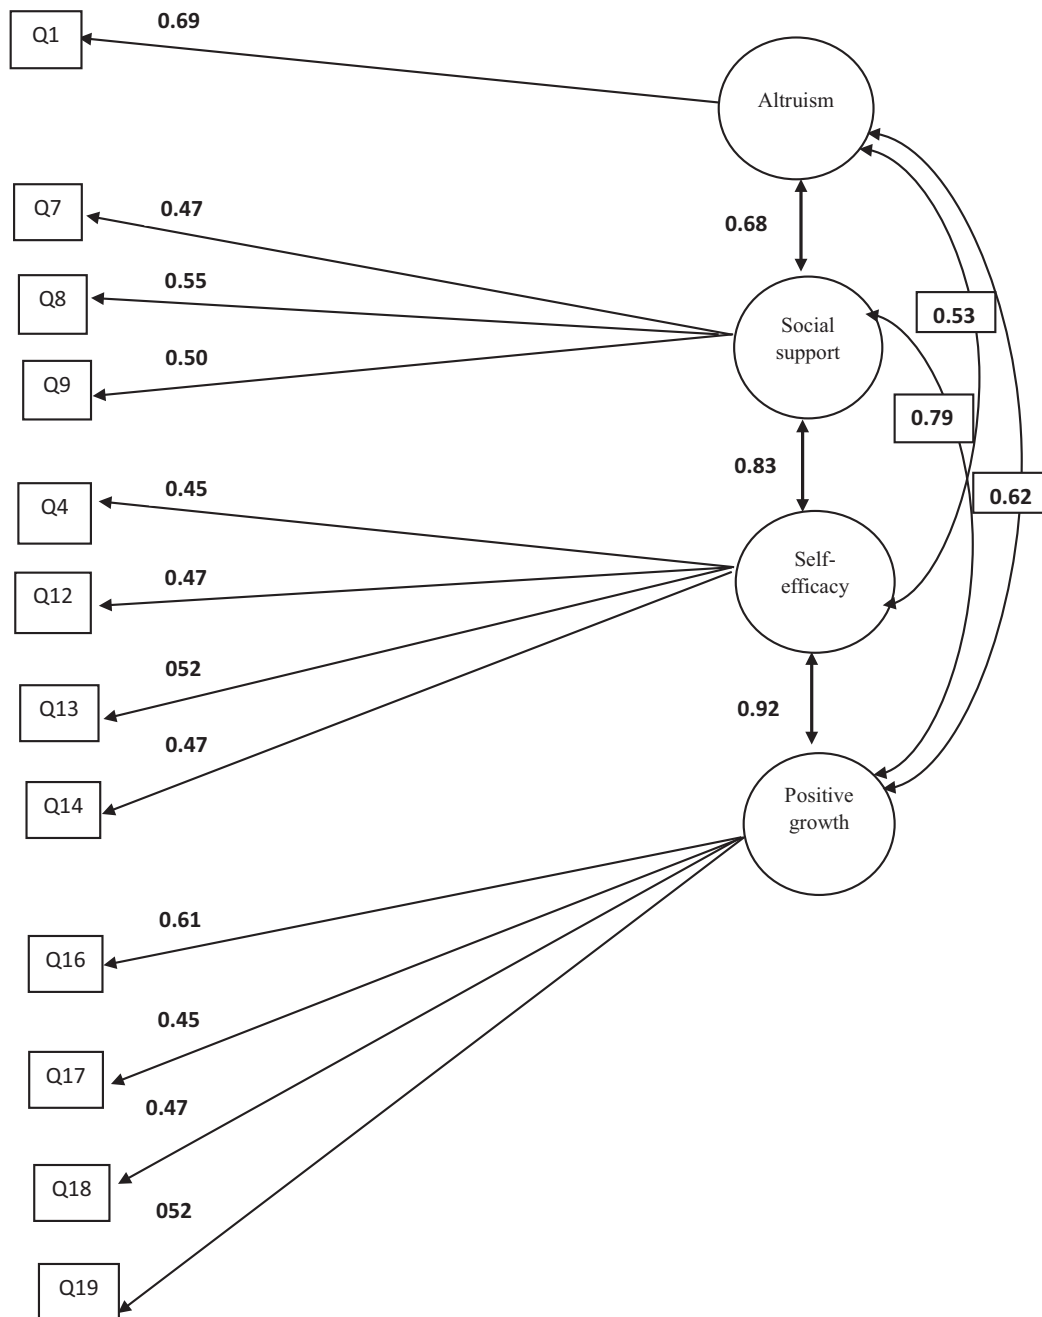 0.69
Q1
Altruism
Q7
0.47
0.68
0.55
Q8
Social
support
0.53
0.50
Q9
0.79
0.83
0.45
Q4
0.62
Self-
efficacy
0.47
Q12
052
Q13
0.92
0.47
Q14
Positive
growth
0.61
Q16
0.45
Q17
0.47
Q18
052
Q19